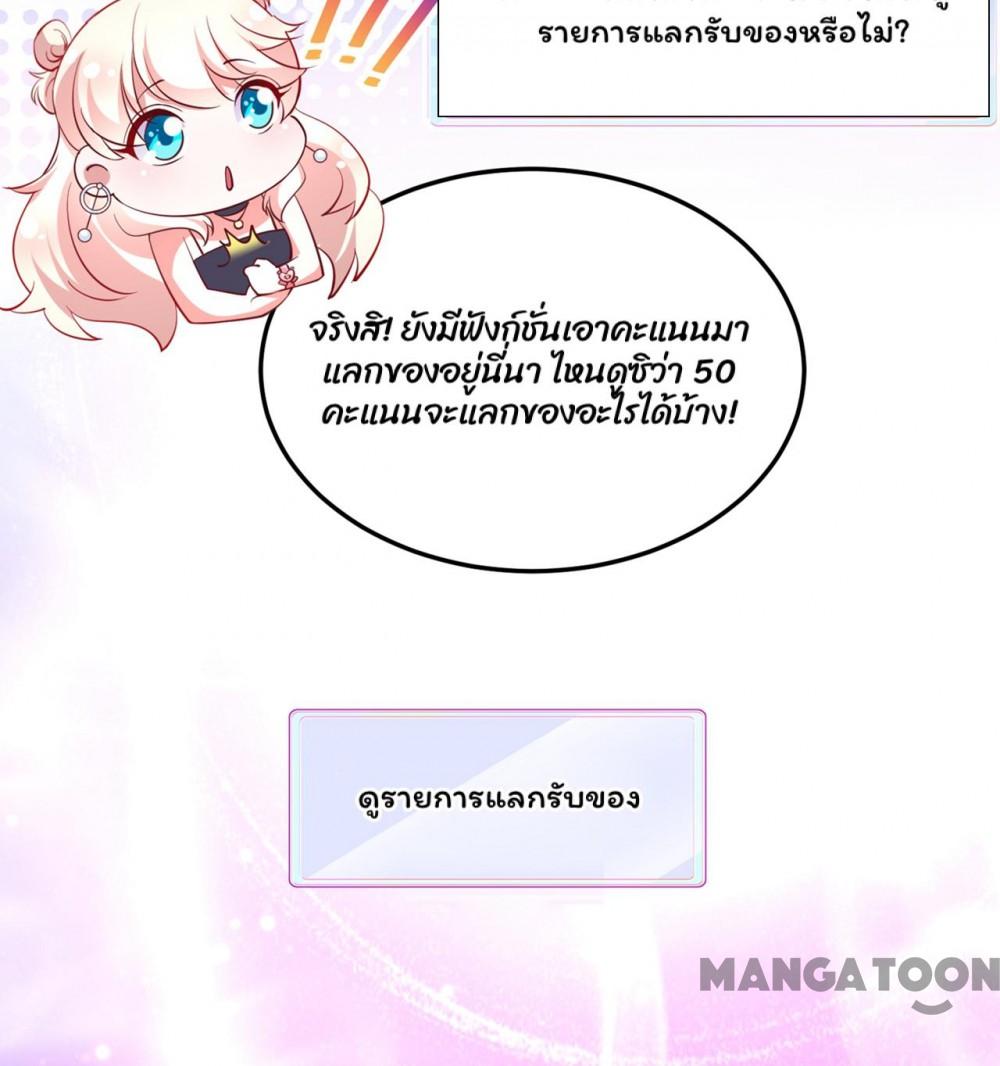 รายการแลกรับของหรือไม่?
จริงสิ! ยังมีฟังก์ชั่นเอาคะแนนมา
แลกของอยู่นี่นา ไหนดูซิว่า 50
คะแนนจะแลกของอะไรได้บ้าง!
ดูรายการแลกรับของ
MANGATOON